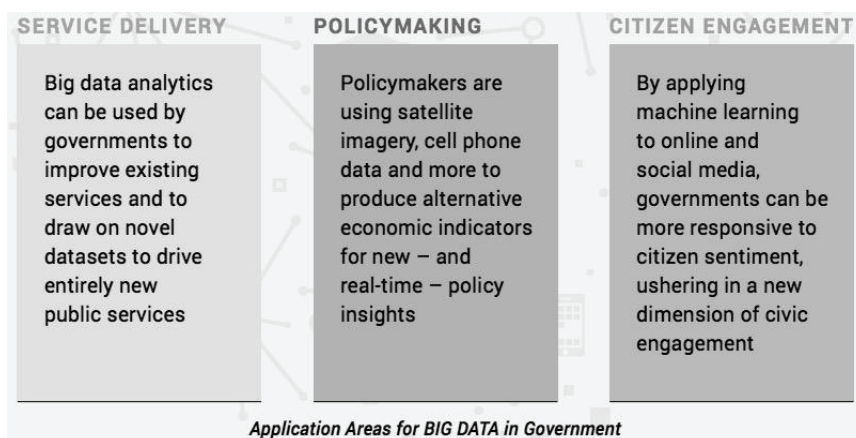 SERVICE DELIVERY
Big data analytics
can be used by
governments to
improve existing
services and to
draw on novel
datasets to drive
entirely new
public services
POLICYMAKING
Policymakers are
using satellite
imagery, cell phone
data and more to
produce alternative
economic indicators
for new – and
real-time – policy
insights
CITIZEN ENGAGEMENT
By applying
machine learning
to online and
social media,
governments can be
more responsive to
citizen sentiment,
ushering in a new
dimension of civic
engagement
Application Areas for BIG DATA in Government